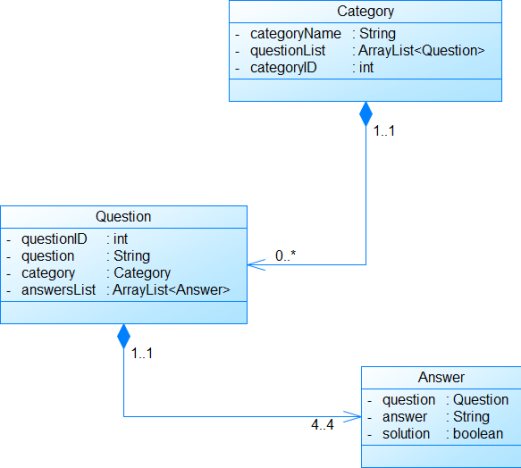 Category
- categoryName : String
- questionList : ArrayList<Question>
- categoryID : int
1..1
Question
- questionID : int
- question : String
- category : Category
- answersList : ArrayList<Answer>
0..*
1..1
Answer
- question : Question
- answer : String
- solution : boolean
4..4